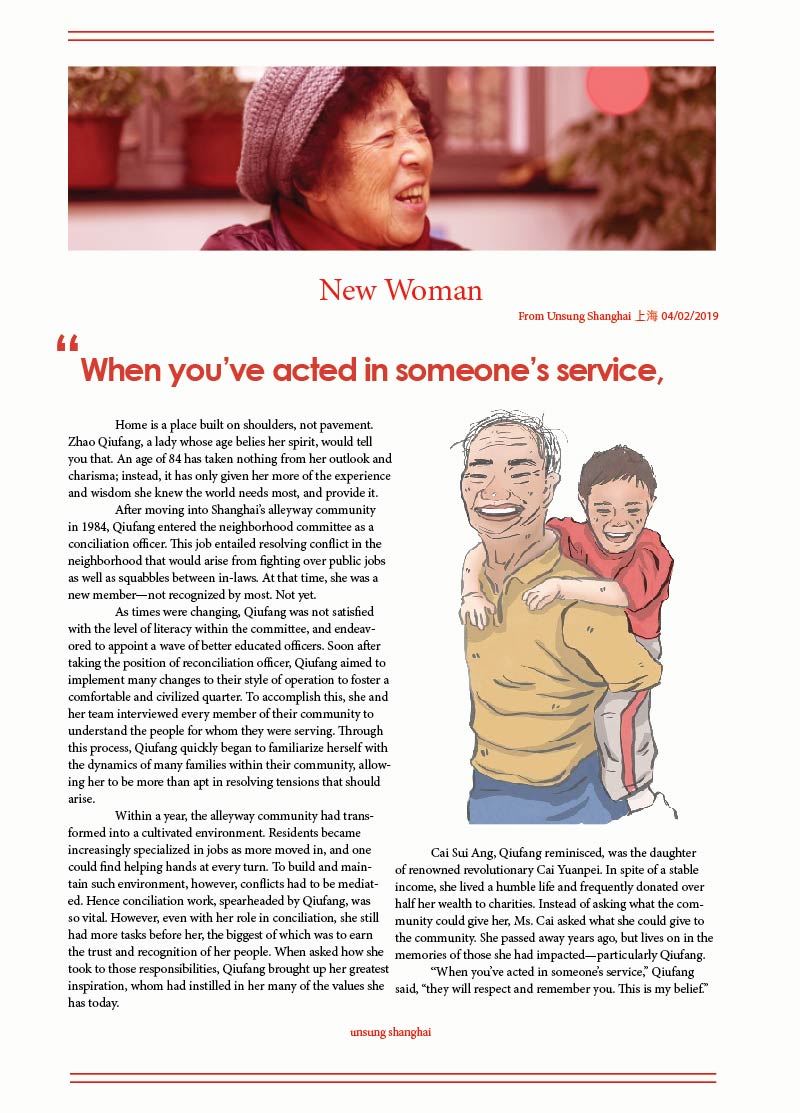 New Woman
From Unsung Shanghai 上海 04/02/2019
“When you’ve acted in someone’s service,
Home is a place built on shoulders, not pavement.
Zhao Qiufang, a lady whose age belies her spirit, would tell
you that. An age of 84 has taken nothing from her outlook and
charisma; instead, it has only given her more of the experience
and wisdom she knew the world needs most, and provide it.
After moving into Shanghai’s alleyway community
in 1984, Qiufang entered the neighborhood committee as a
conciliation officer. This job entailed resolving conflict in the
neighborhood that would arise from fighting over public jobs
as well as squabbles between in-laws. At that time, she was a
new member—not recognized by most. Not yet.
As times were changing, Qiufang was not satisfied
with the level of literacy within the committee, and endeav-
ored to appoint a wave of better educated officers. Soon after
taking the position of reconciliation officer, Qiufang aimed to
implement many changes to their style of operation to foster a
comfortable and civilized quarter. To accomplish this, she and
her team interviewed every member of their community to
understand the people for whom they were serving. Through
this process, Qiufang quickly began to familiarize herself with
the dynamics of many families within their community, allow-
ing her to be more than apt in resolving tensions that should
arise.
Within a year, the alleyway community had trans-
formed into a cultivated environment. Residents became
increasingly specialized in jobs as more moved in, and one
could find helping hands at every turn. To build and main-
tain such environment, however, conflicts had to be mediat-
ed. Hence conciliation work, spearheaded by Qiufang, was
so vital. However, even with her role in conciliation, she still
had more tasks before her, the biggest of which was to earn
the trust and recognition of her people. When asked how she
took to those responsibilities, Qiufang brought up her greatest
inspiration, whom had instilled in her many of the values she
has today.
Cai Sui Ang, Qiufang reminisced, was the daughter
of renowned revolutionary Cai Yuanpei. In spite of a stable
income, she lived a humble life and frequently donated over
half her wealth to charities. Instead of asking what the com-
munity could give her, Ms. Cai asked what she could give to
the community. She passed away years ago, but lives on in the
memories of those she had impacted—particularly Qiufang.
“When you’ve acted in someone’s service,” Qiufang
said, “they will respect and remember you. This is my belief.”
unsung shanghai